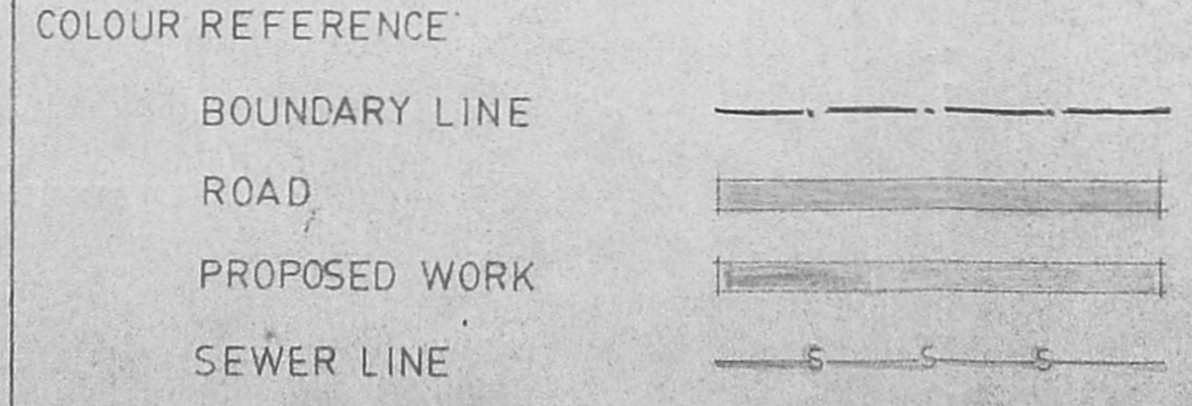 COLOUR REFERENCE
BOUNDARY LINE
ROAD
PROPOSED WORK
SEWER LINE S S S